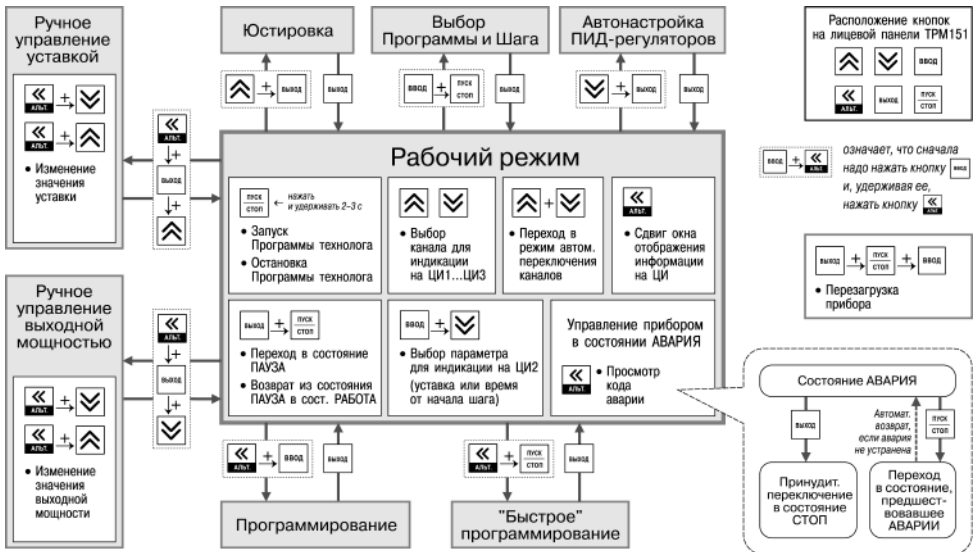 Ручное
управление
уставкой
АЛЬТ.
+
АЛЬТ.
+
• Изменение
значения
уставки
АЛЬТ.
+
ВЫХОД
+
Юстировка
+
ВЫХОД
ВЫХОД
Выбор
Программы и Шага
ВВОД
+
ПУСК
СТОП
ВЫХОД
Автонастройка
ПИД-регуляторов
+
ВЫХОД
ВЫХОД
Расположение кнопок
на лицевой панели ТРМ151
ВВОД
АЛЬТ.
ВЫХОД
ПУСК
СТОП
ВВОД
+
АЛЬТ.
означает, что сначала
надо нажать кнопку ВВОД
и, удерживая ее,
нажать кнопку АЛЬТ.
ВЫХОД
+
ПУСК
СТОП
+
ВВОД
• Перезагрузка
прибора
Рабочий режим
ПУСК
СТОП
← нажать
и удерживать 2–3 с
• Запуск
Программы технолога
• Остановка
Программы технолога
• Выбор
канала для
индикации
на ЦИ1...ЦИ3
+
• Переход в
режим автом.
переключения
каналов
АЛЬТ.
• Сдвиг окна
отображения
информации
на ЦИ
ВЫХОД
+
ПУСК
СТОП
• Переход в состояние
ПАУЗА
• Возврат из состояния
ПАУЗА в сост. РАБОТА
ВВОД
+
• Выбор параметра
для индикации на ЦИ2
(уставка или время
от начала шага)
Управление прибором
в состоянии АВАРИЯ
АЛЬТ.
• Просмотр
кода
аварии
Ручное
управление
выходной
мощностью
АЛЬТ.
+
АЛЬТ.
+
• Изменение
значения
выходной
мощности
АЛЬТ.
+
ВЫХОД
+
АЛЬТ.
+
ВВОД
ВЫХОД
Программирование
АЛЬТ.
+
ПУСК
СТОП
ВЫХОД
"Быстрое"
программирование
Состояние АВАРИЯ
ВЫХОД
Автомат.
возврат,
если авария
не устранена
ПУСК
СТОП
Принудит.
переключение
в состояние
СТОП
Переход
в состояние,
предшест-
вовавшее
АВАРИИ